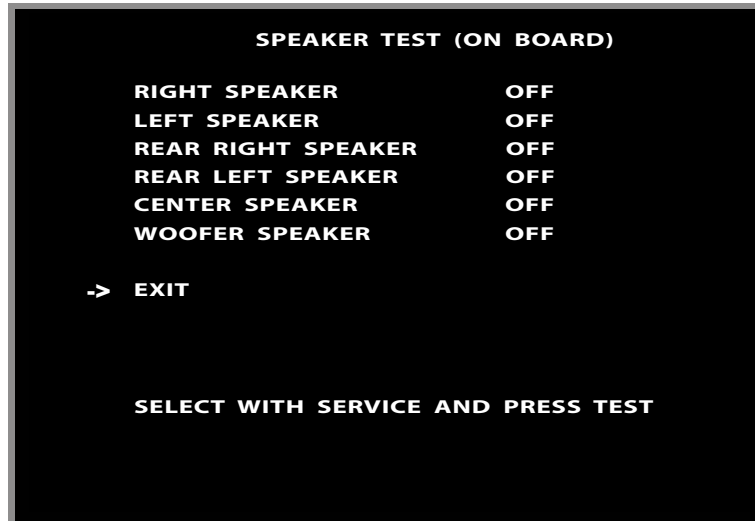 SPEAKER TEST (ON BOARD)
RIGHT SPEAKER OFF
LEFT SPEAKER OFF
REAR RIGHT SPEAKER OFF
REAR LEFT SPEAKER OFF
CENTER SPEAKER OFF
WOOFER SPEAKER OFF
-> EXIT
SELECT WITH SERVICE AND PRESS TEST